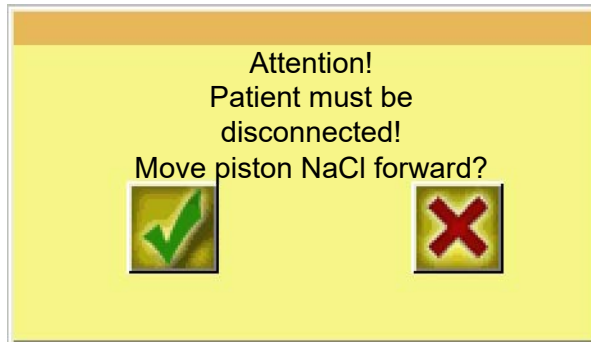 Attention!
Patient must be
disconnected!
Move piston NaCl forward?